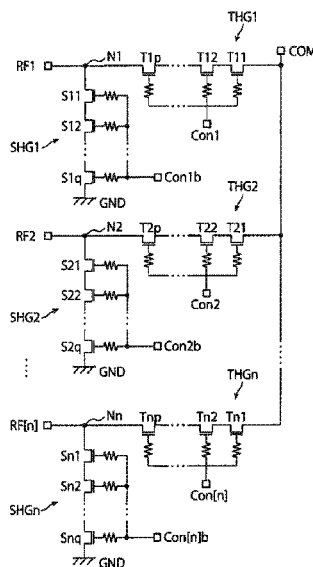 THG1
COM
RF1 N1 T1p T12 T11
S11
S12
Con1
SHG1
S1q Con1b
GND
THG2
RF2 N2 T2p T22 T21
S21
S22
Con2
SHG2
S2q Con2b
GND
THGn
RF[n] Nn Tnp Tn2 Tn1
Sn1
Sn2
Con[n]
SHGn
Snq Con[n]b
GND